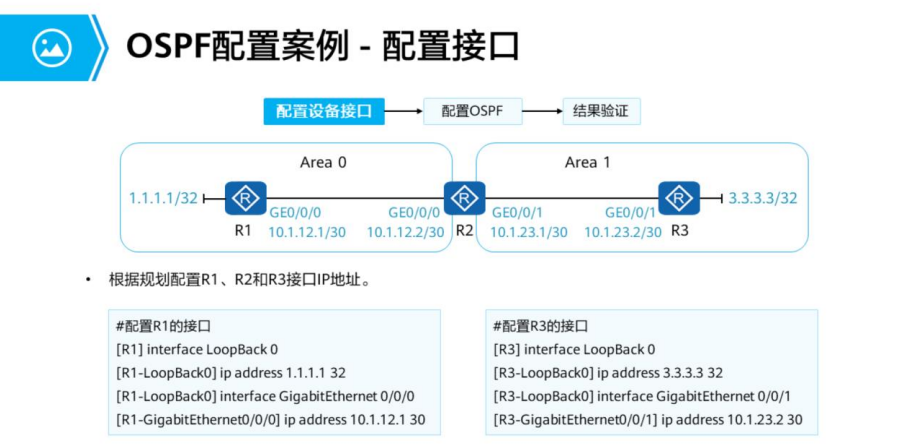 OSPF配置案例 - 配置接口
配置设备接口
配置OSPF
结果验证
Area 0
Area 1
1.1.1.1/32
R
R
R
3.3.3.3/32
GE0/0/0
GE0/0/0
GE0/0/1
GE0/0/1
R1
10.1.12.1/30
10.1.12.2/30
R2
10.1.23.1/30
10.1.23.2/30
R3
• 根据规划配置R1、R2和R3接口IP地址。
#配置R1的接口
[R1] interface LoopBack 0
[R1-LoopBack0] ip address 1.1.1.1 32
[R1-LoopBack0] interface GigabitEthernet 0/0/0
[R1-GigabitEthernet0/0/0] ip address 10.1.12.1 30
#配置R3的接口
[R3] interface LoopBack 0
[R3-LoopBack0] ip address 3.3.3.3 32
[R3-LoopBack0] interface GigabitEthernet 0/0/1
[R3-GigabitEthernet0/0/1] ip address 10.1.23.2 30